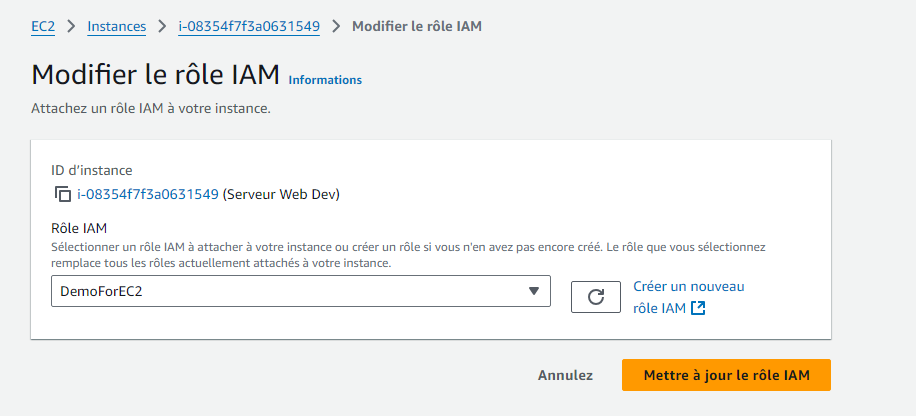 EC2 > Instances > i-08354f7f3a0631549 > Modifier le rôle IAM
Modifier le rôle IAM Informations
Attachez un rôle IAM à votre instance.
ID d'instance
i-08354f7f3a0631549 (Serveur Web Dev)
Rôle IAM
Sélectionner un rôle IAM à attacher à votre instance ou créer un rôle si vous n'en avez pas encore créé. Le rôle que vous sélectionnez
remplace tous les rôles actuellement attachés à votre instance.
DemoForEC2
Créer un nouveau
rôle IAM
Annulez
Mettre à jour le rôle IAM